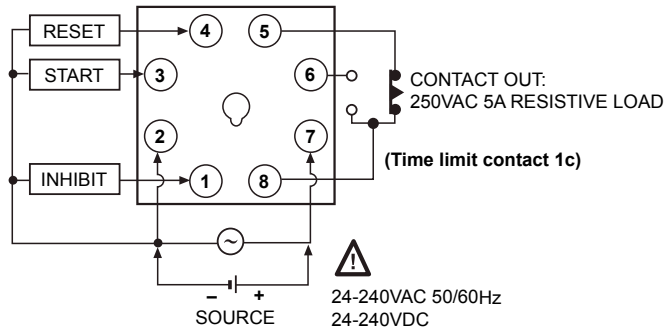 RESET
4
5
START
3
6
CONTACT OUT:
250VAC 5A RESISTIVE LOAD
2
7
(Time limit contact 1c)
INHIBIT
1
8
~
!
– +
SOURCE
24-240VAC 50/60Hz
24-240VDC